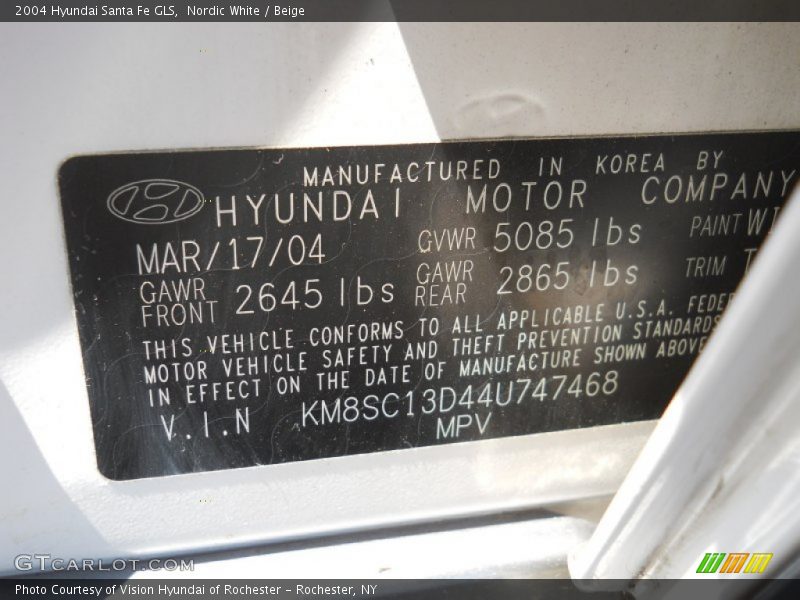 2004 Hyundai Santa Fe GLS,  Nordic White / Beige
MANUFACTURED IN KOREA BY
HYUNDAI MOTOR COMPANY
MAR/17/04 GVWR 5085 lbs PAINT
GAWR FRONT 2645 lbs GAWR REAR 2865 lbs TRIM
THIS VEHICLE CONFORMS TO ALL APPLICABLE U.S.A.
MOTOR VEHICLE SAFETY AND THEFT PREVENTION STANDARDS
IN EFFECT ON THE DATE OF MANUFACTURE SHOWN ABOVE
V.I.N KM8SC13D44U747468
MPV
GTCARLOT.COM
Photo Courtesy of Vision Hyundai of Rochester – Rochester, NY